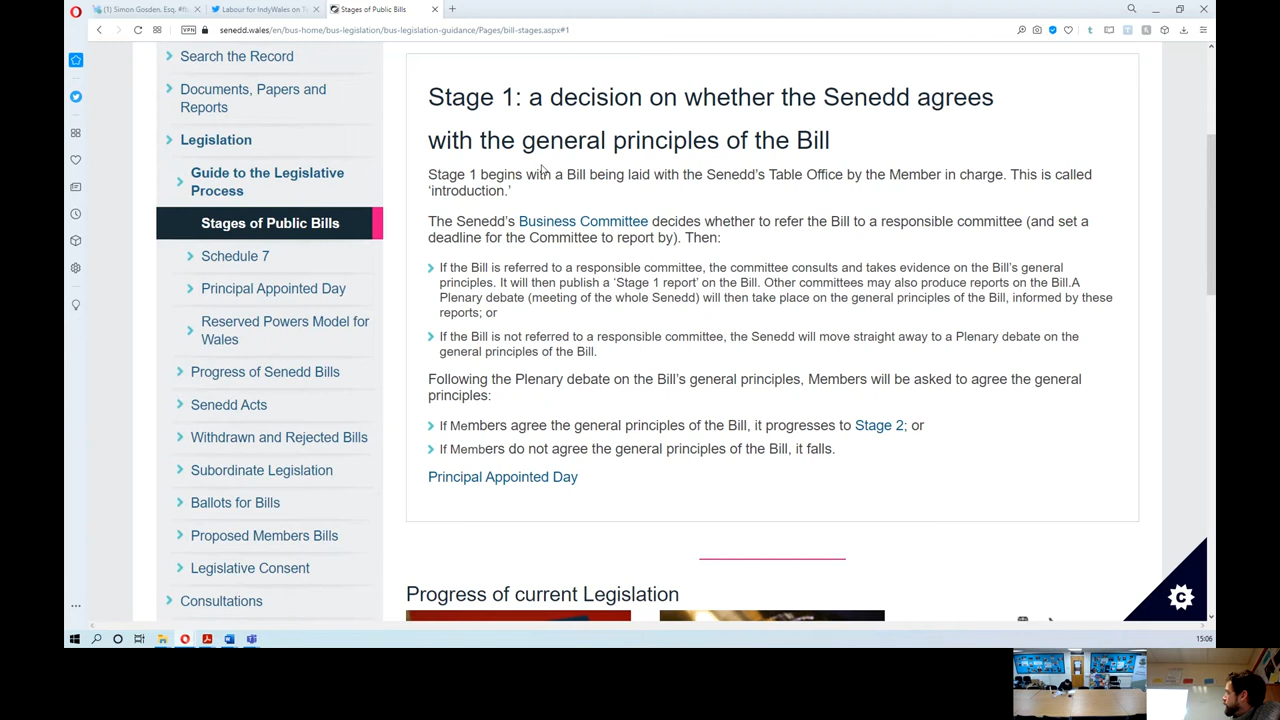 (1) Simon Gosden. Esq. #f
Labour for IndyWales on T
Stages of Public Bills
VPN
senedd.wales/en/bus-home/bus-legislation/bus-legislation-guidance/Pages/bill-stages.aspx#1
Search the Record
Documents, Papers and
Reports
Legislation
Guide to the Legislative
Process
Stages of Public Bills
Schedule 7
Principal Appointed Day
Reserved Powers Model for
Wales
Progress of Senedd Bills
Senedd Acts
Withdrawn and Rejected Bills
Subordinate Legislation
Ballots for Bills
Proposed Members Bills
Legislative Consent
Consultations
Stage 1: a decision on whether the Senedd agrees
with the general principles of the Bill
Stage 1 begins with a Bill being laid with the Senedd's Table Office by the Member in charge. This is called
'introduction.'
The Senedd's Business Committee decides whether to refer the Bill to a responsible committee (and set a
deadline for the Committee to report by). Then:
If the Bill is referred to a responsible committee, the committee consults and takes evidence on the Bill's general
principles. It will then publish a 'Stage 1 report' on the Bill. Other committees may also produce reports on the Bill.A
Plenary debate (meeting of the whole Senedd) will then take place on the general principles of the Bill, informed by these
reports; or
If the Bill is not referred to a responsible committee, the Senedd will move straight away to a Plenary debate on the
general principles of the Bill.
Following the Plenary debate on the Bill's general principles, Members will be asked to agree the general
principles:
If Members agree the general principles of the Bill, it progresses to Stage 2; or
If Members do not agree the general principles of the Bill, it falls.
Principal Appointed Day
Progress of current Legislation
15:06